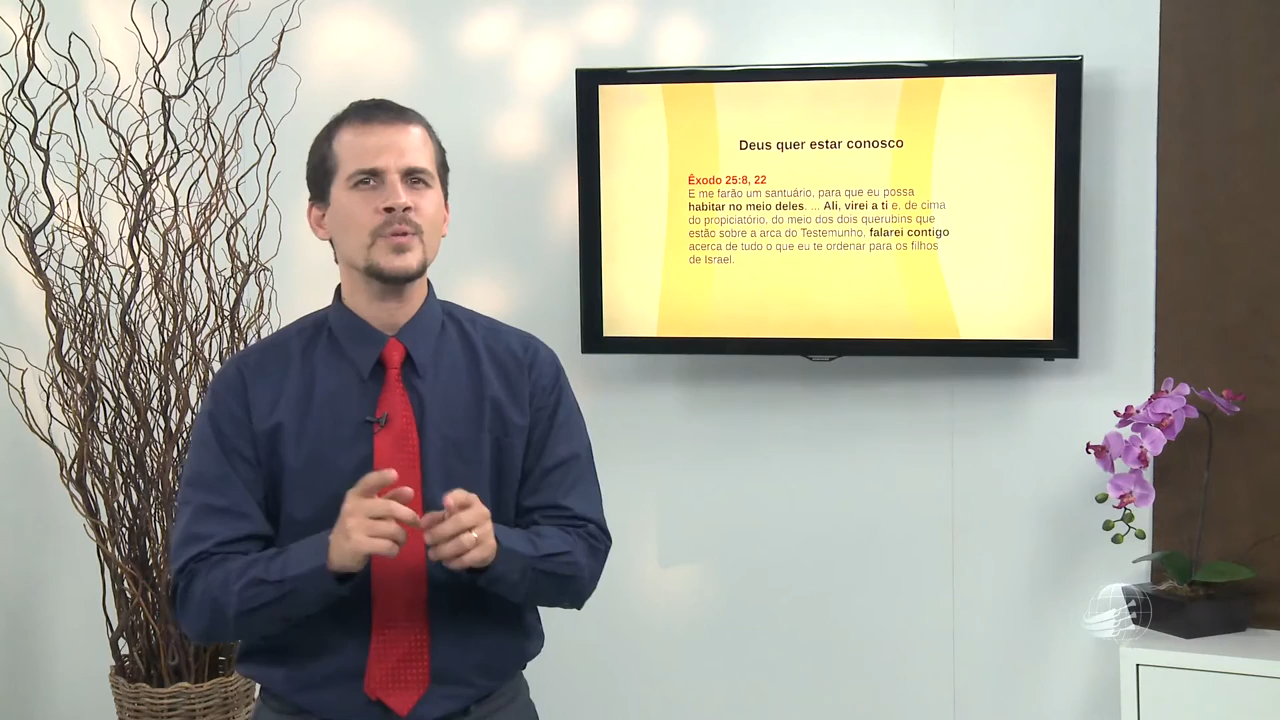 Deus quer estar conosco
Êxodo 25:8, 22
E me farão um santuário, para que eu possa
habitar no meio deles. ... Ali, virei a ti e, de cima
do propiciatório, do meio dos dois querubins que
estão sobre a arca do Testemunho, falarei contigo
acerca de tudo o que eu te ordenar para os filhos
de Israel.